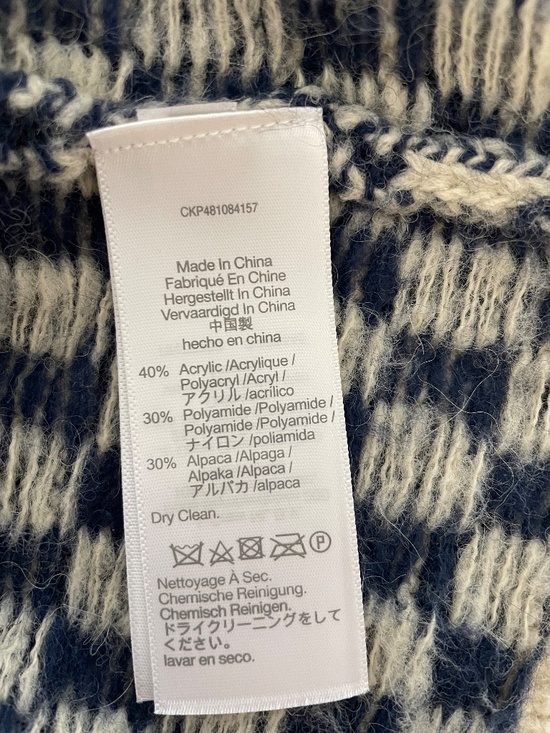 CKP481084157
Made In China
Fabriqué En Chine
Hergestellt In China
Vervaardigd In China
中国製
hecho en china
40% Acrylic /Acrylique /
Polyacryl /Acryl /
アクリル /acrílico
30% Polyamide /Polyamide /
Polyamide /Polyamide /
ナイロン /poliamida
30% Alpaca /Alpaga /
Alpaka /Alpaca /
アルパカ /alpaca
Dry Clean.
P
Nettoyage À Sec.
Chemische Reinigung.
Chemisch Reinigen.
ドライクリーニングをして
ください。
lavar en seco.